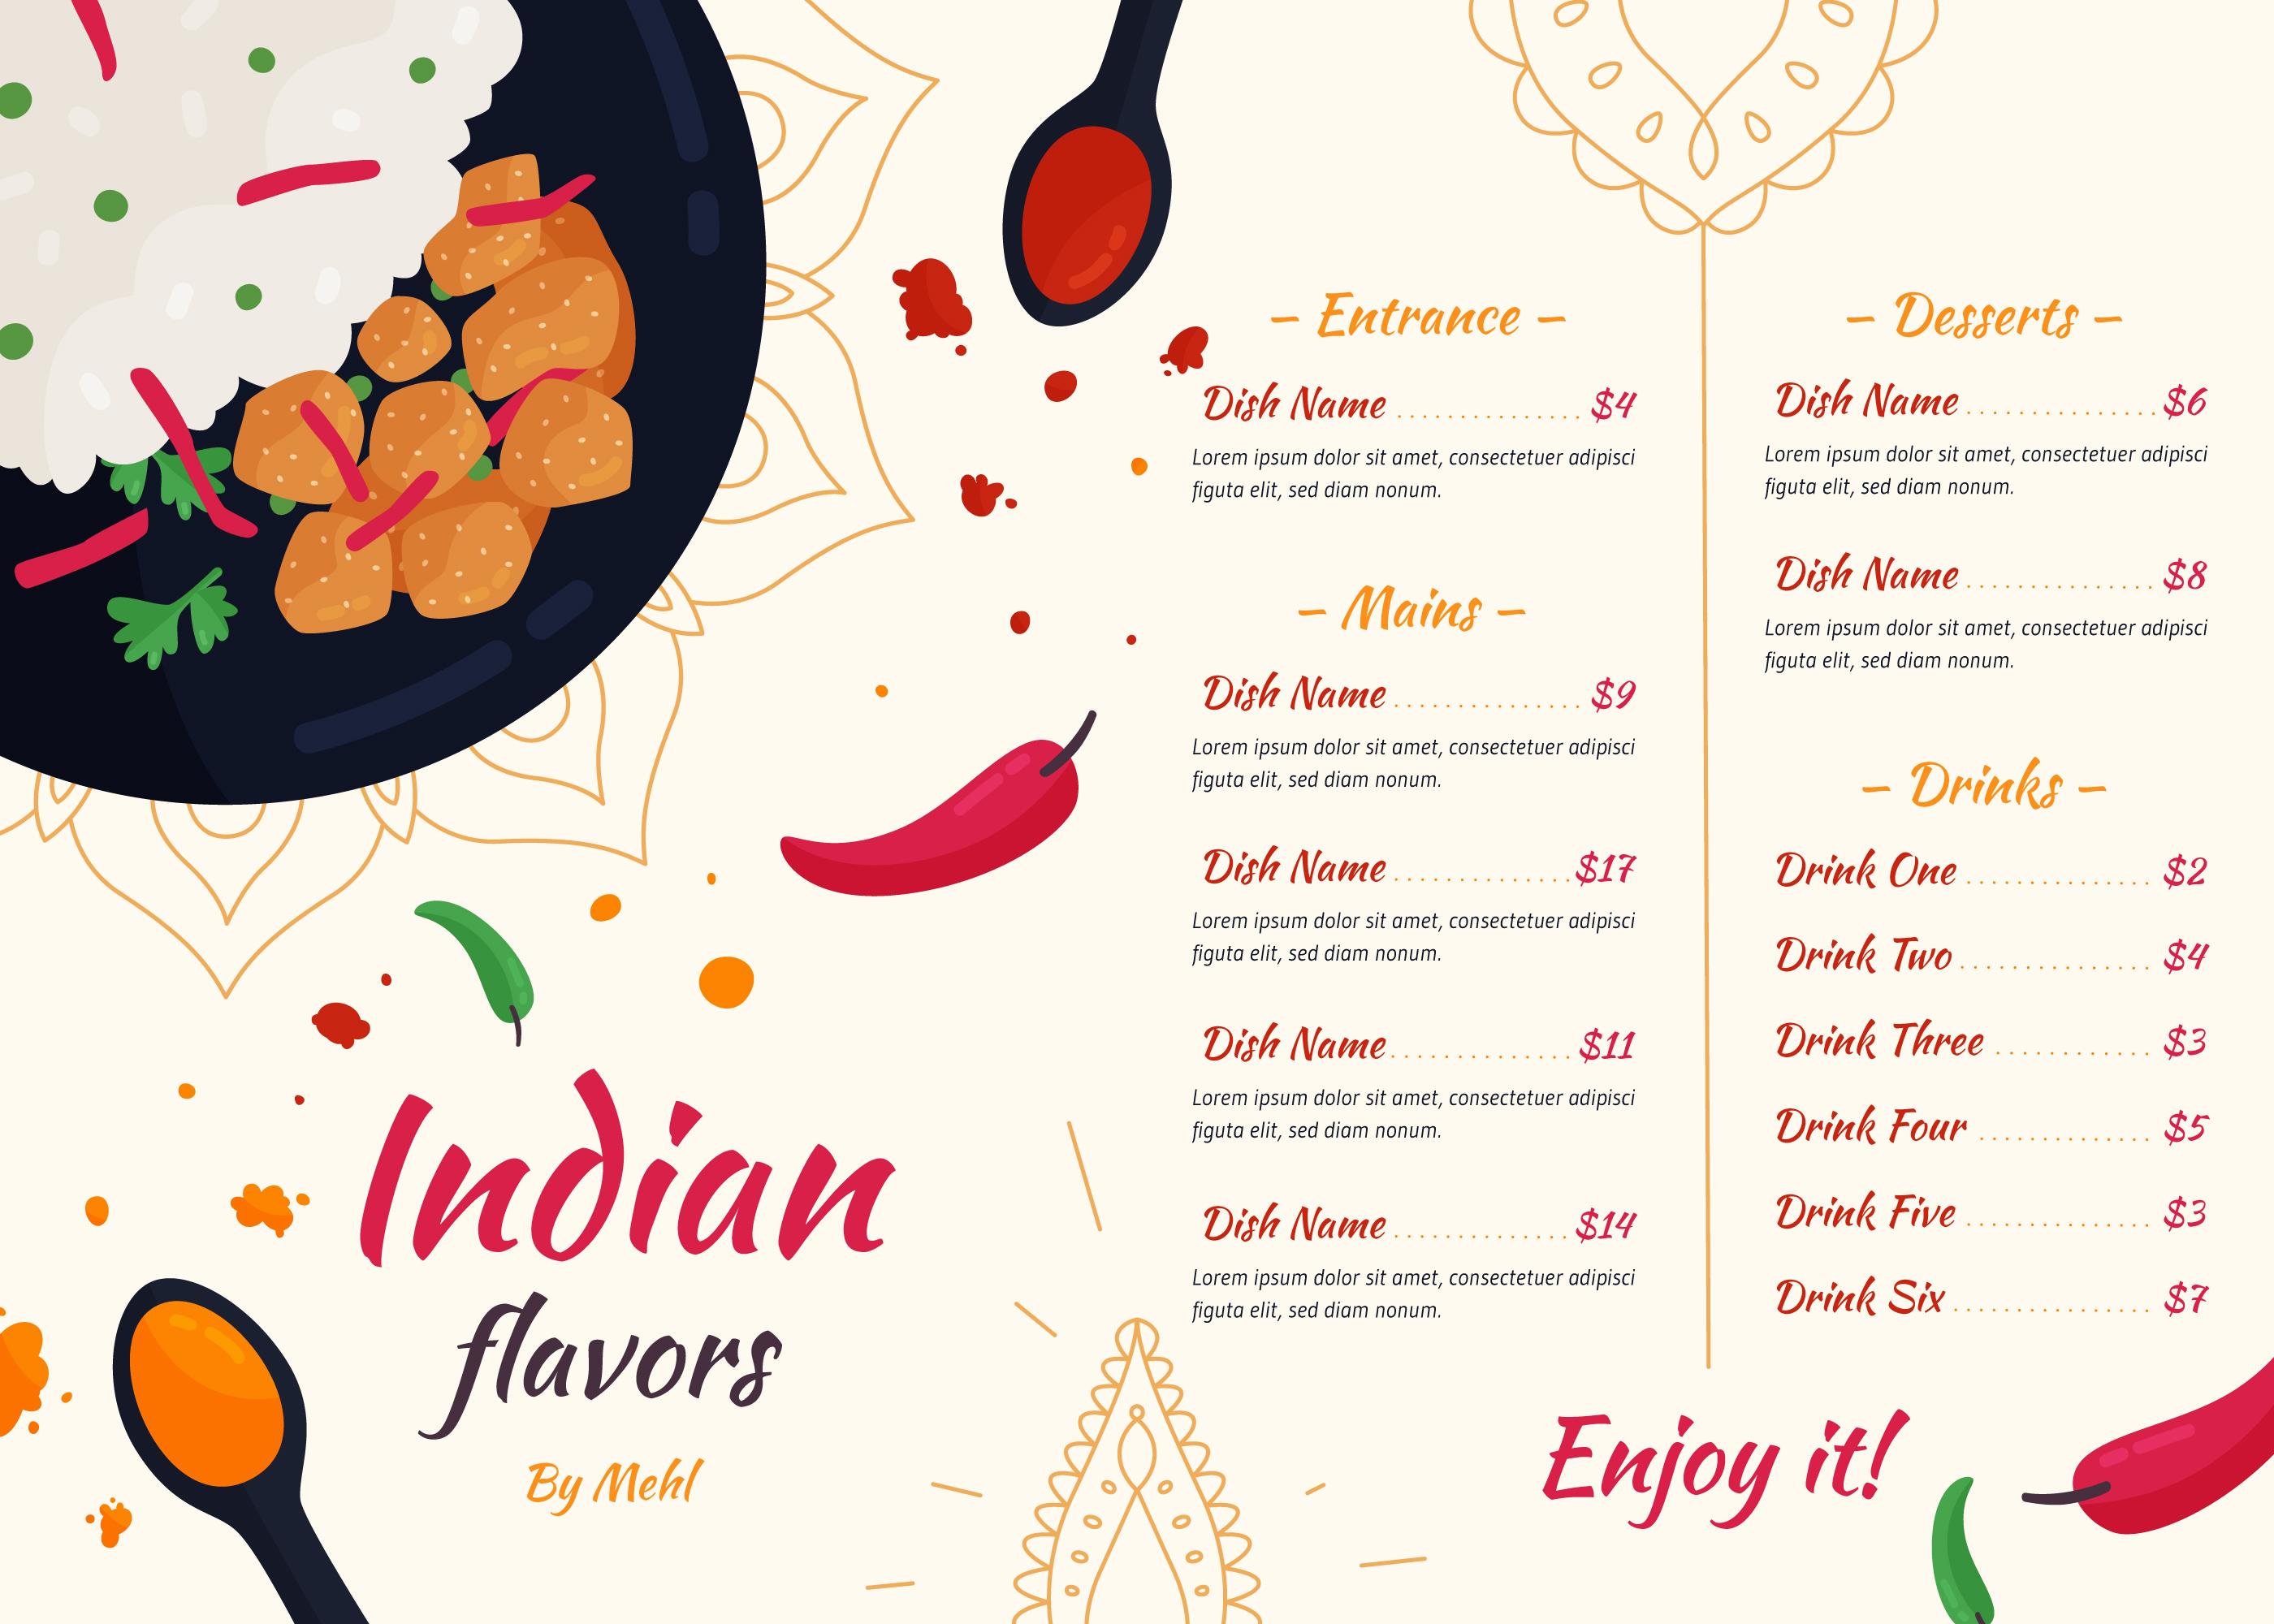 Indian
flavors
By Mehl
– Entrance –
Dish Name .............. $4
Lorem ipsum dolor sit amet, consectetuer adipisci
figuta elit, sed diam nonum.
– Mains –
Dish Name .............. $9
Lorem ipsum dolor sit amet, consectetuer adipisci
figuta elit, sed diam nonum.
Dish Name .............. $17
Lorem ipsum dolor sit amet, consectetuer adipisci
figuta elit, sed diam nonum.
Dish Name .............. $11
Lorem ipsum dolor sit amet, consectetuer adipisci
figuta elit, sed diam nonum.
Dish Name .............. $14
Lorem ipsum dolor sit amet, consectetuer adipisci
figuta elit, sed diam nonum.
– Desserts –
Dish Name ............... $6
Lorem ipsum dolor sit amet, consectetuer adipisci
figuta elit, sed diam nonum.
Dish Name ............... $8
Lorem ipsum dolor sit amet, consectetuer adipisci
figuta elit, sed diam nonum.
– Drinks –
Drink One .............. $2
Drink Two ............... $4
Drink Three ............ $3
Drink Four ............. $5
Drink Five .............. $3
Drink Six ................ $7
Enjoy it!